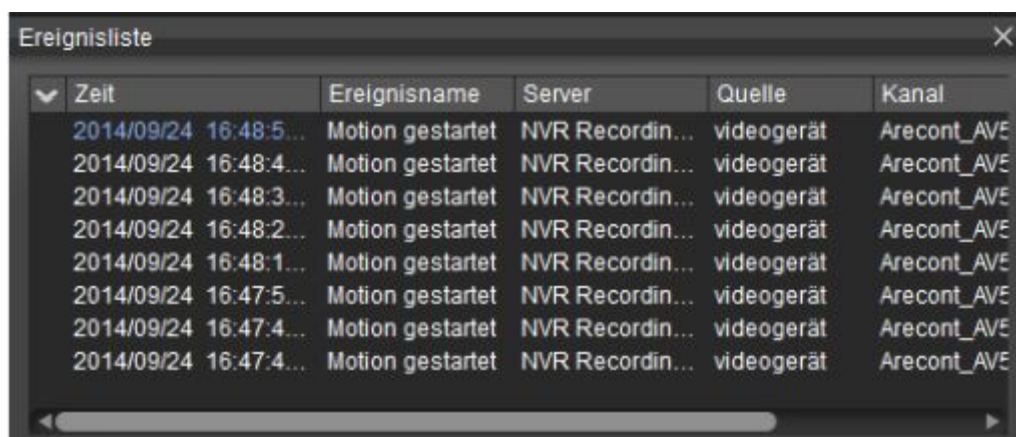 Ereignisliste
Zeit Ereignisname Server Quelle Kanal
2014/09/24 16:48:5... Motion gestartet NVR Recordin... videogerät Arecont_AV5
2014/09/24 16:48:4... Motion gestartet NVR Recordin... videogerät Arecont_AV5
2014/09/24 16:48:3... Motion gestartet NVR Recordin... videogerät Arecont_AV5
2014/09/24 16:48:2... Motion gestartet NVR Recordin... videogerät Arecont_AV5
2014/09/24 16:48:1... Motion gestartet NVR Recordin... videogerät Arecont_AV5
2014/09/24 16:47:5... Motion gestartet NVR Recordin... videogerät Arecont_AV5
2014/09/24 16:47:4... Motion gestartet NVR Recordin... videogerät Arecont_AV5
2014/09/24 16:47:4... Motion gestartet NVR Recordin... videogerät Arecont_AV5